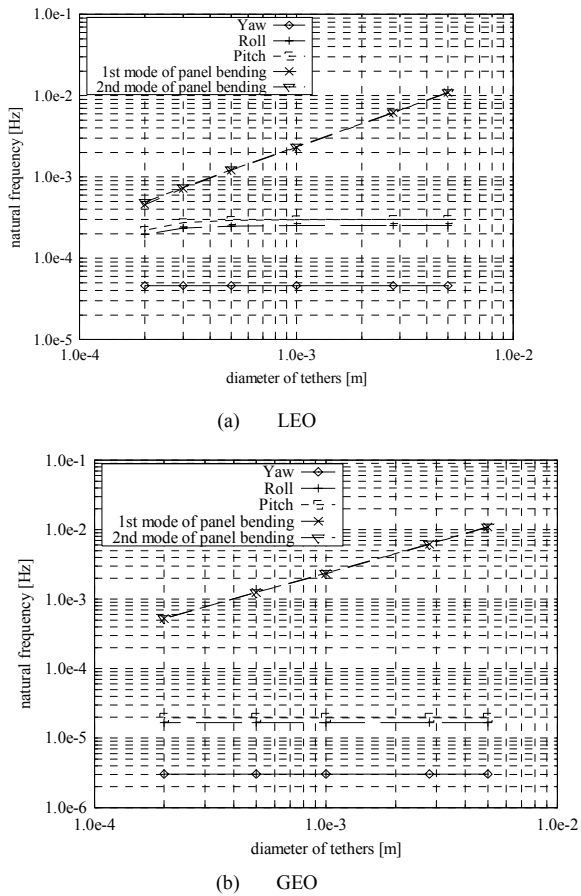 1.0e-1
Yaw
Roll
Pitch
1st mode of panel bending
2nd mode of panel bending
1.0e-2
1.0e-3
1.0e-4
1.0e-5
natural frequency [Hz]
1.0e-4 1.0e-3 1.0e-2
diameter of tethers [m]
(a) LEO
1.0e-1
Yaw
Roll
Pitch
1st mode of panel bending
2nd mode of panel bending
1.0e-2
1.0e-3
1.0e-4
1.0e-5
1.0e-6
natural frequency [Hz]
1.0e-4 1.0e-3 1.0e-2
diameter of tethers [m]
(b) GEO